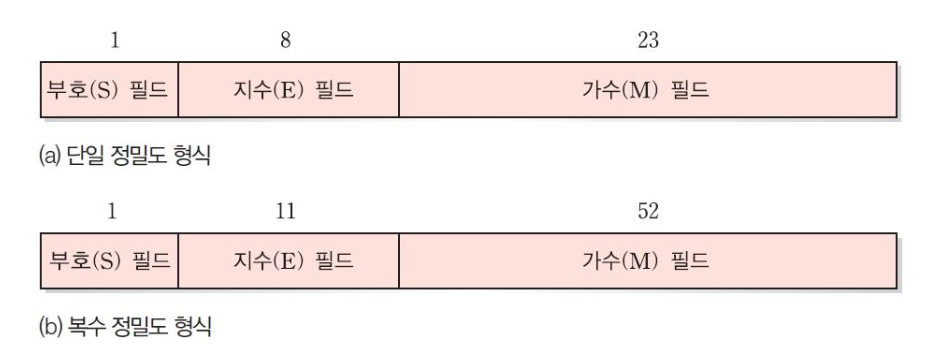 1 8 23
부호(S) 필드 지수(E) 필드 가수(M) 필드
(a) 단일 정밀도 형식
1 11 52
부호(S) 필드 지수(E) 필드 가수(M) 필드
(b) 복수 정밀도 형식